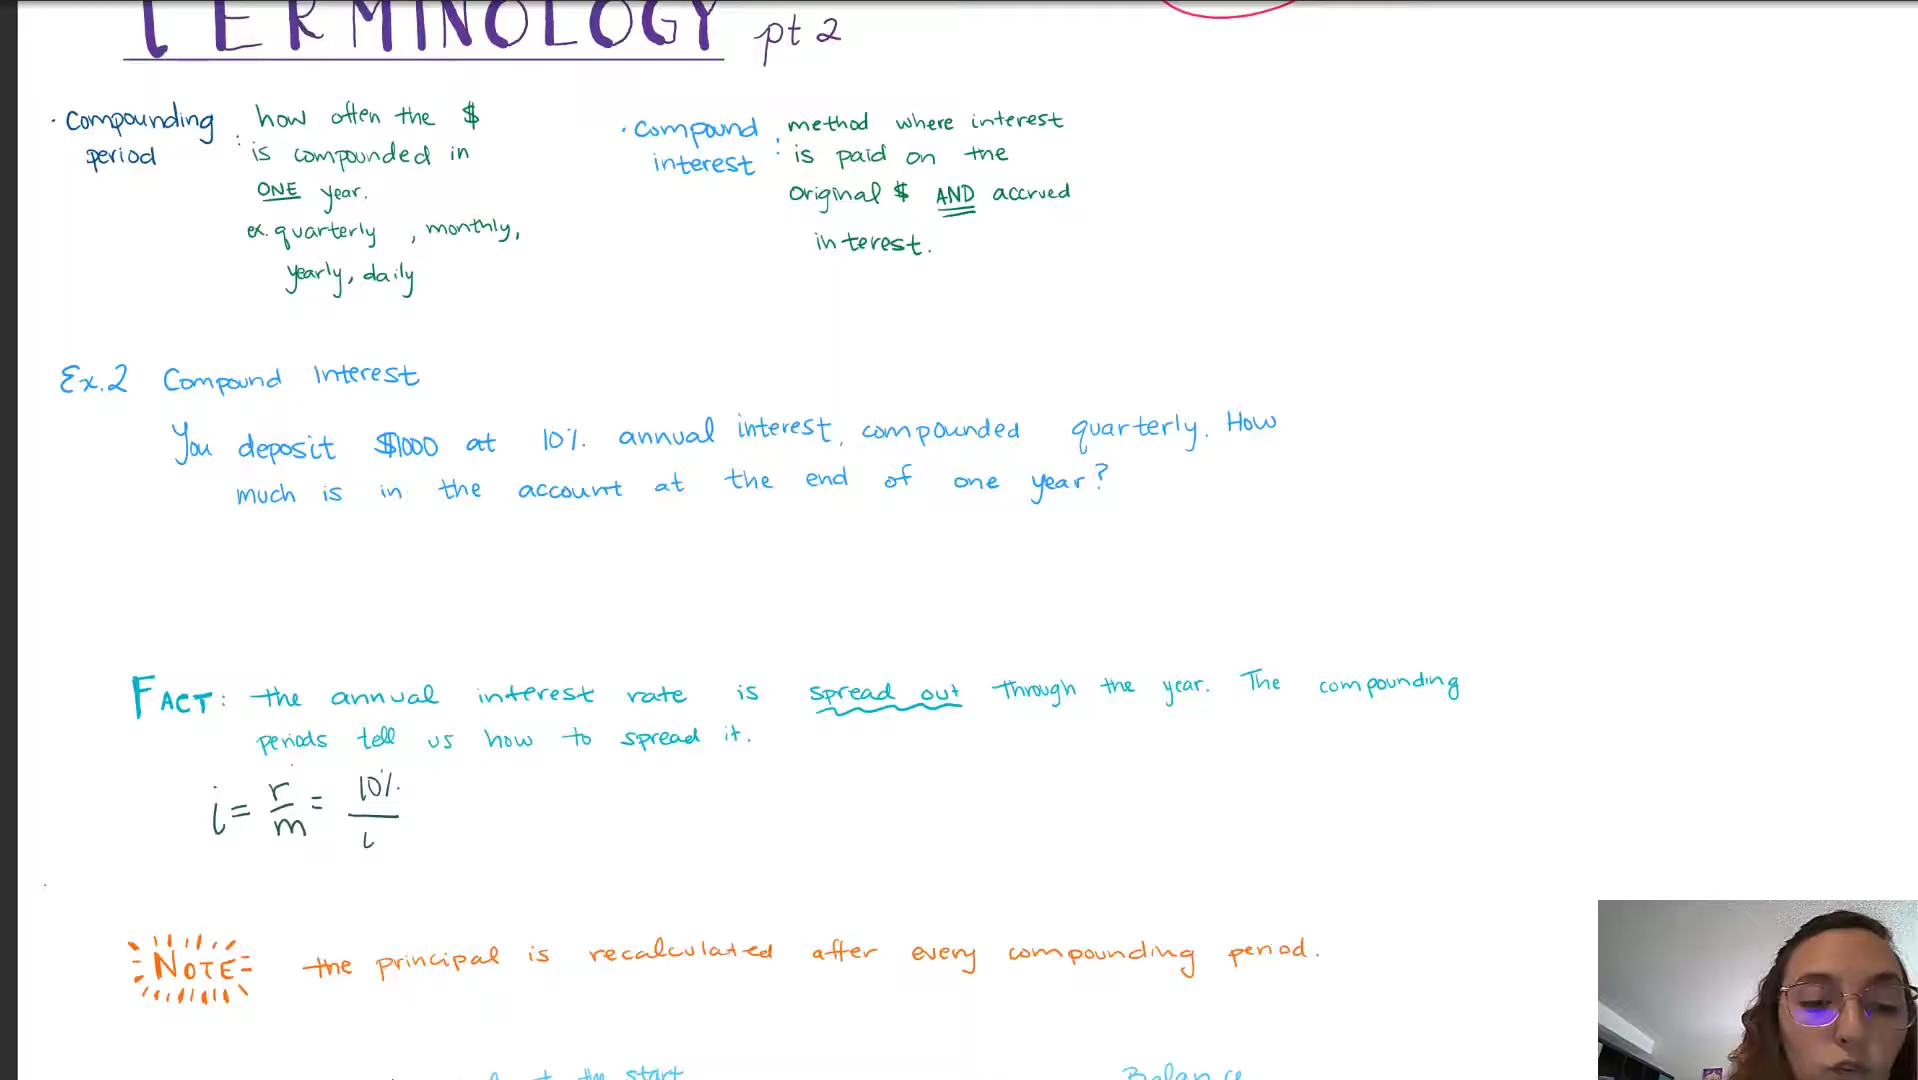 TERMINOLOGY pt 2
· Compounding period : how often the $
is compounded in
ONE year.
ex. quarterly, monthly,
yearly, daily
· Compound interest : method where interest
is paid on the
original $ AND accrued
interest.
Ex.2 Compound Interest
You deposit $1000 at 10% annual interest, compounded quarterly. How
much is in the account at the end of one year?
FACT: the annual interest rate is spread out through the year. The compounding
periods tell us how to spread it.
i = r/m = 10%/
NOTE the principal is recalculated after every compounding period.
at the start
Balance